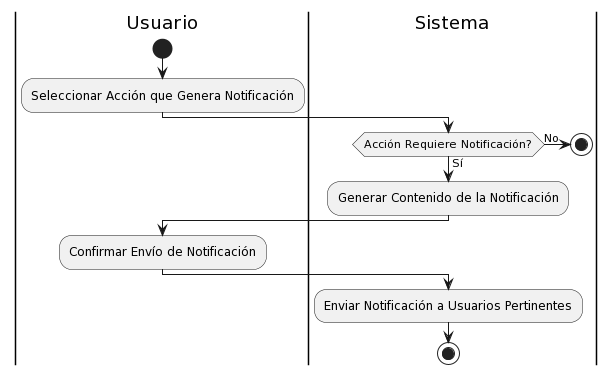 Usuario
Sistema
Seleccionar Acción que Genera Notificación
Acción Requiere Notificación?
No
Sí
Generar Contenido de la Notificación
Confirmar Envío de Notificación
Enviar Notificación a Usuarios Pertinentes